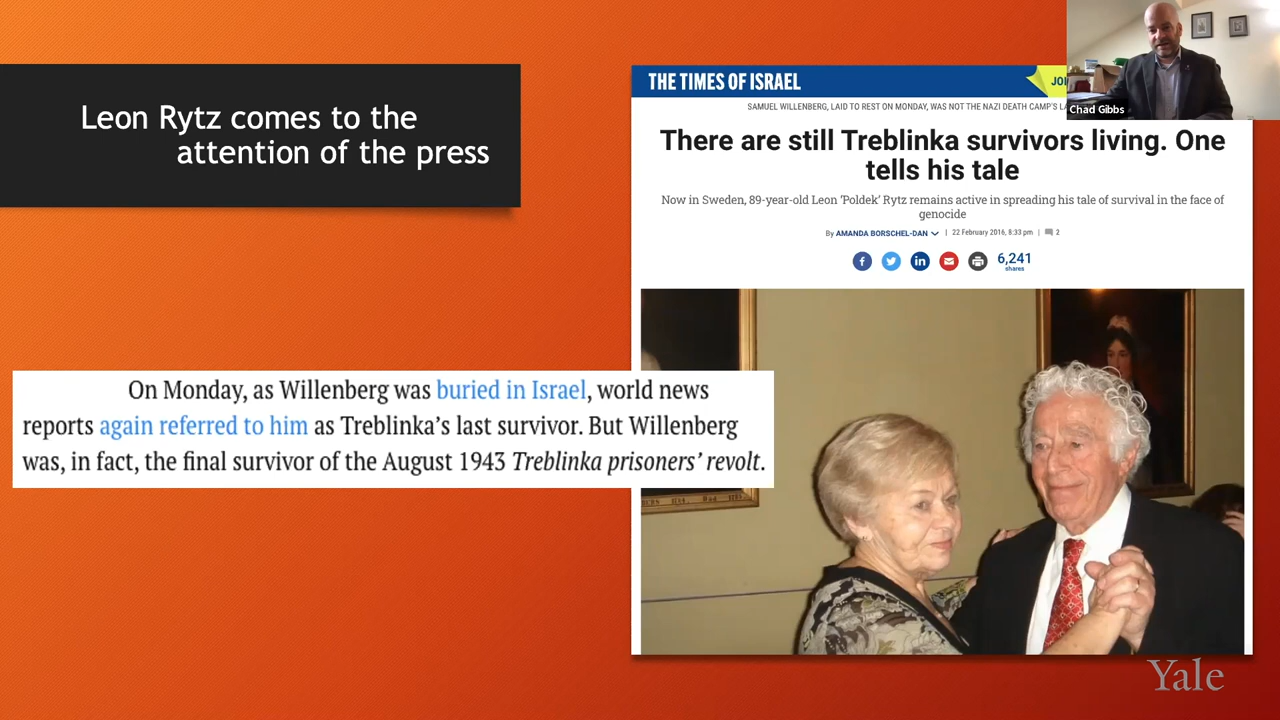 Leon Rytz comes to the
attention of the press
THE TIMES OF ISRAEL
JOI
Chad Gibbs
SAMUEL WILLENBERG, LAID TO REST ON MONDAY, WAS NOT THE NAZI DEATH CAMP'S
There are still Treblinka survivors living. One
tells his tale
Now in Sweden, 89-year-old Leon 'Poldek' Rytz remains active in spreading his tale of survival in the face of
genocide
By AMANDA BORSCHEL-DAN | 22 February 2016, 8:33 pm | 2
6,241
shares
On Monday, as Willenberg was buried in Israel, world news
reports again referred to him as Treblinka's last survivor. But Willenberg
was, in fact, the final survivor of the August 1943 Treblinka prisoners' revolt.
Yale